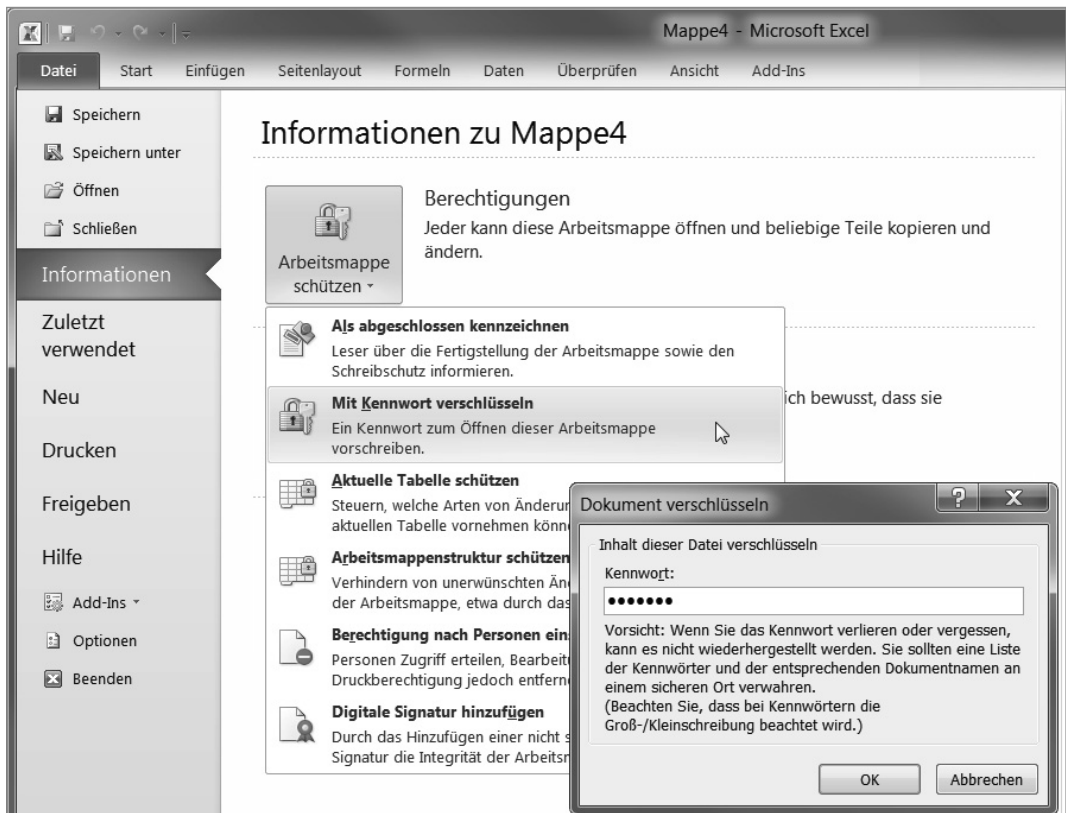 Mappe4 - Microsoft Excel
Datei Start Einfügen Seitenlayout Formeln Daten Überprüfen Ansicht Add-Ins
Speichern
Speichern unter
Öffnen
Schließen
Informationen
Zuletzt
verwendet
Neu
Drucken
Freigeben
Hilfe
Add-Ins
Optionen
Beenden
Informationen zu Mappe4
Arbeitsmappe
schützen
Berechtigungen
Jeder kann diese Arbeitsmappe öffnen und beliebige Teile kopieren und
ändern.
Als abgeschlossen kennzeichnen
Leser über die Fertigstellung der Arbeitsmappe sowie den
Schreibschutz informieren.
Mit Kennwort verschlüsseln
Ein Kennwort zum Öffnen dieser Arbeitsmappe
vorschreiben.
ich bewusst, dass sie
Aktuelle Tabelle schützen
Steuern, welche Arten von Änderun
aktuellen Tabelle vornehmen könne
Arbeitsmappenstruktur schützen
Verhindern von unerwünschten Än
der Arbeitsmappe, etwa durch das
Berechtigung nach Personen ein
Personen Zugriff erteilen, Bearbeitu
Druckberechtigung jedoch entferne
Digitale Signatur hinzufügen
Durch das Hinzufügen einer nicht s
Signatur die Integrität der Arbeitsm
Dokument verschlüsseln
Inhalt dieser Datei verschlüsseln
Kennwort:
•••••••
Vorsicht: Wenn Sie das Kennwort verlieren oder vergessen,
kann es nicht wiederhergestellt werden. Sie sollten eine Liste
der Kennwörter und der entsprechenden Dokumentnamen an
einem sicheren Ort verwahren.
(Beachten Sie, dass bei Kennwörtern die
Groß-/Kleinschreibung beachtet wird.)
OK Abbrechen